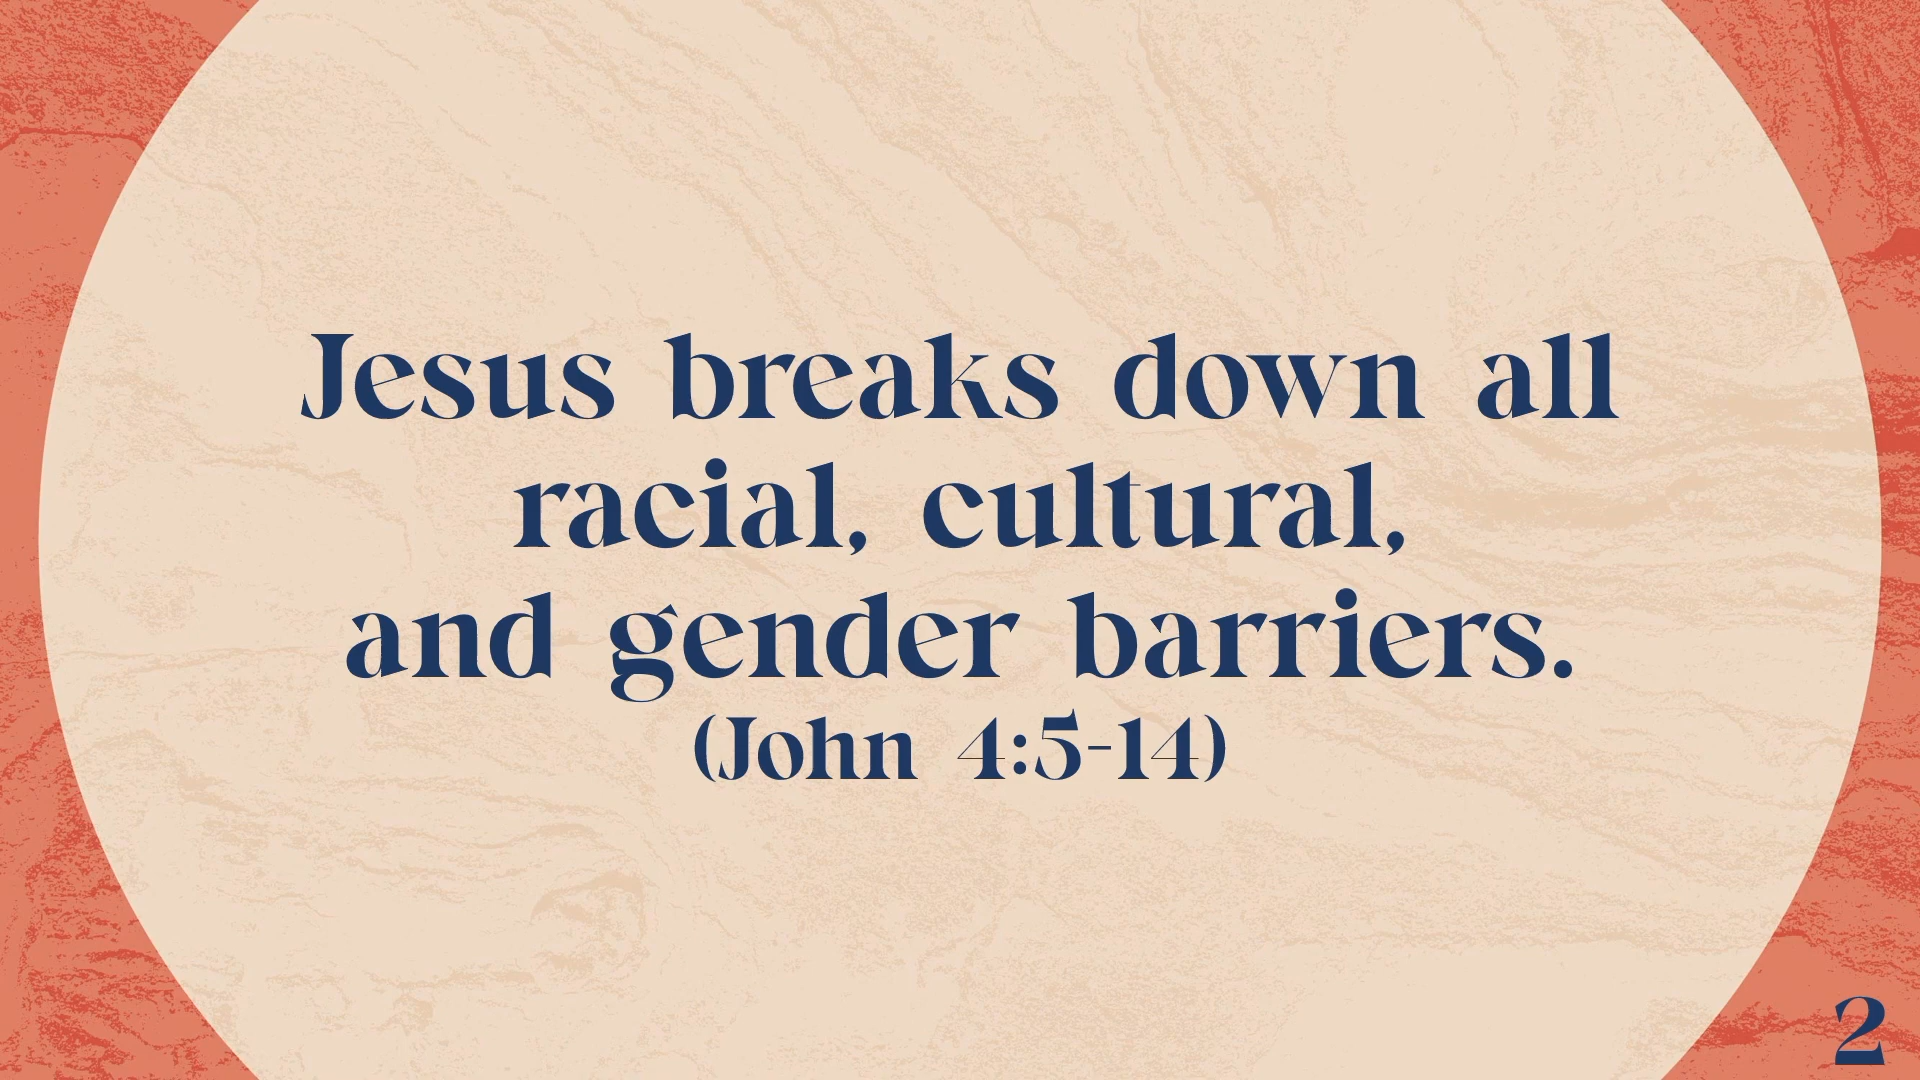 Jesus breaks down all
racial, cultural,
and gender barriers.
(John 4:5-14)
2